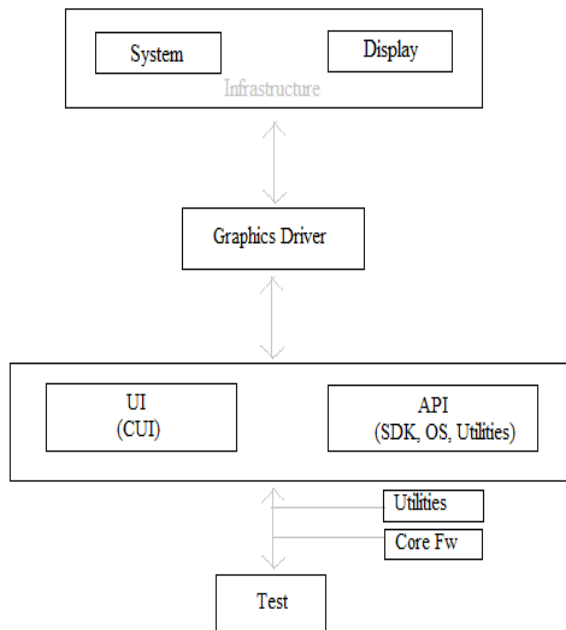 System
Display
Infrastructure
Graphics Driver
UI
(CUI)
API
(SDK, OS, Utilities)
Utilities
Core Fw
Test